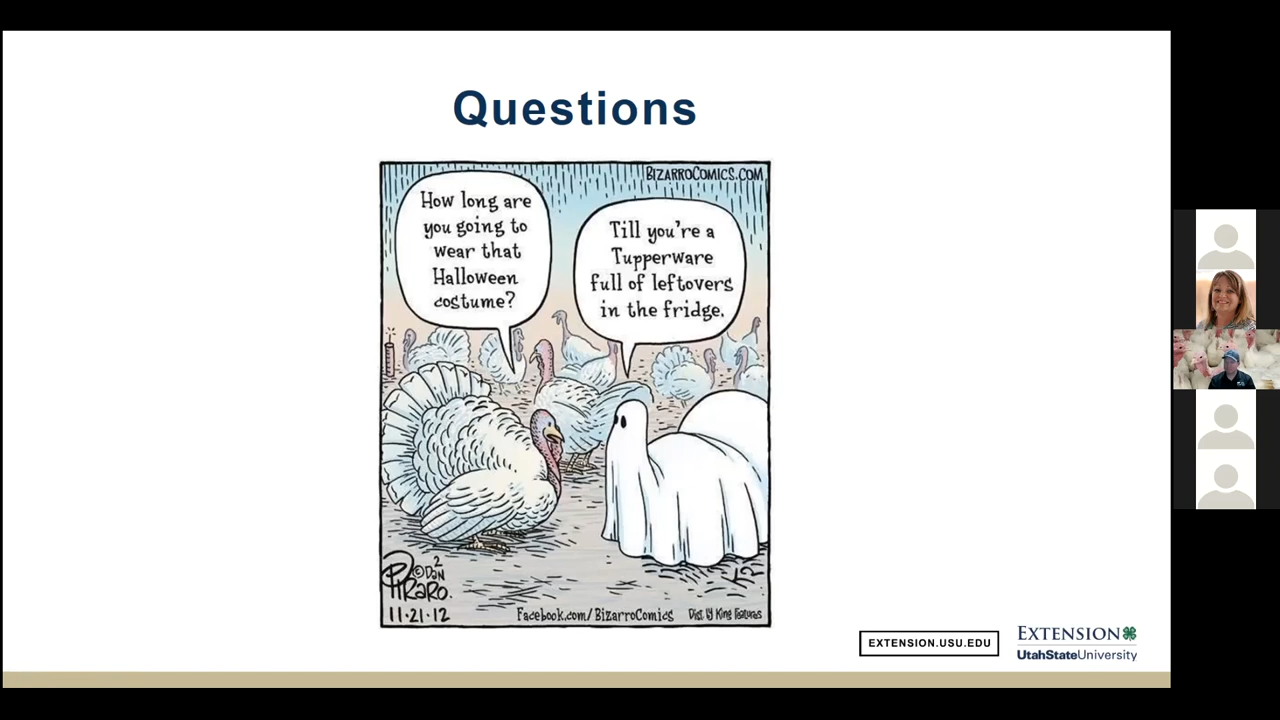 Questions
BIZARROCOMICS.COM
How long are
you going to
wear that
Halloween
costume?
Till you're a
Tupperware
full of leftovers
in the fridge.
2
©Dan
Piraro.
11·21·12
Facebook.com/BizarroComics
Dist. by King Features
EXTENSION.USU.EDU
EXTENSION
UtahStateUniversity